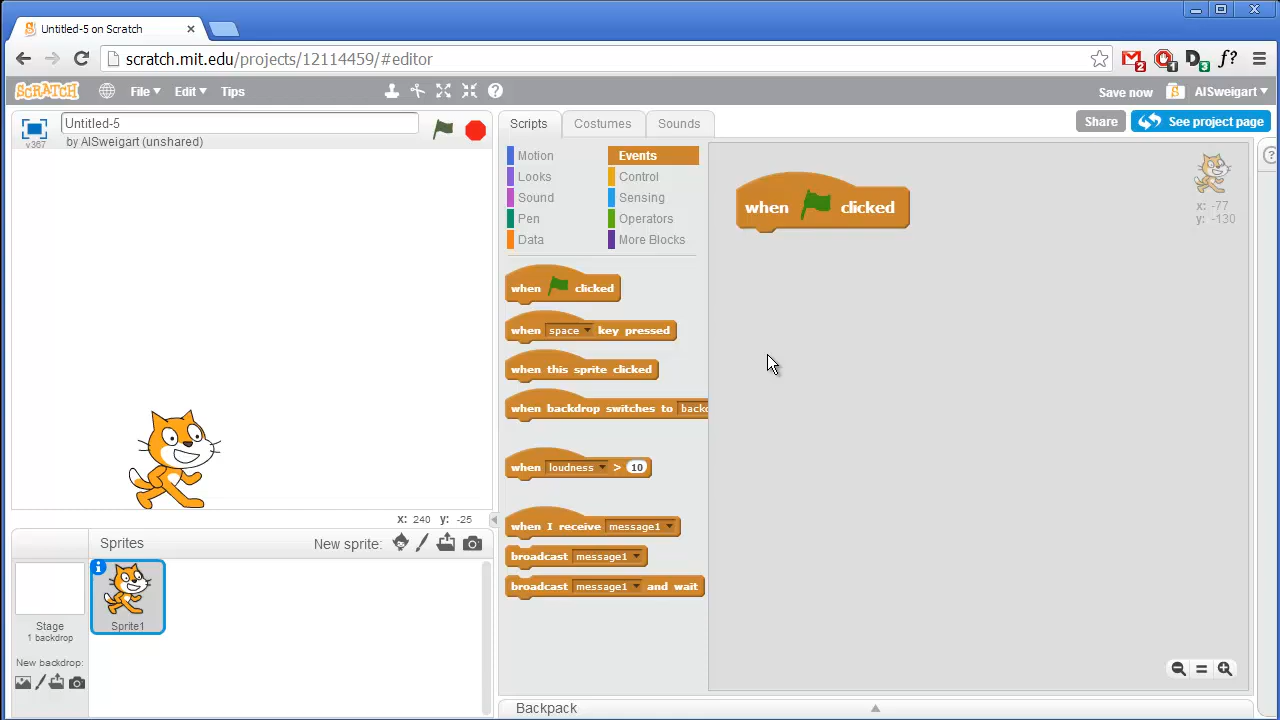 Untitled-5 on Scratch
scratch.mit.edu/projects/12114459/#editor
2 1 D 3 f?
SCRATCH
File Edit Tips
Save now
AlSweigart
Untitled-5
by AlSweigart (unshared)
v367
Scripts Costumes Sounds
Share See project page
Motion Events
Looks Control
Sound Sensing
Pen Operators
Data More Blocks
when clicked
when space key pressed
when this sprite clicked
when backdrop switches to
when loudness > 10
when I receive message1
broadcast message1
broadcast message1 and wait
when clicked
x: -77
y: -130
x: 240 y: -25
Sprites New sprite:
Stage
1 backdrop
New backdrop:
Sprite1
Backpack